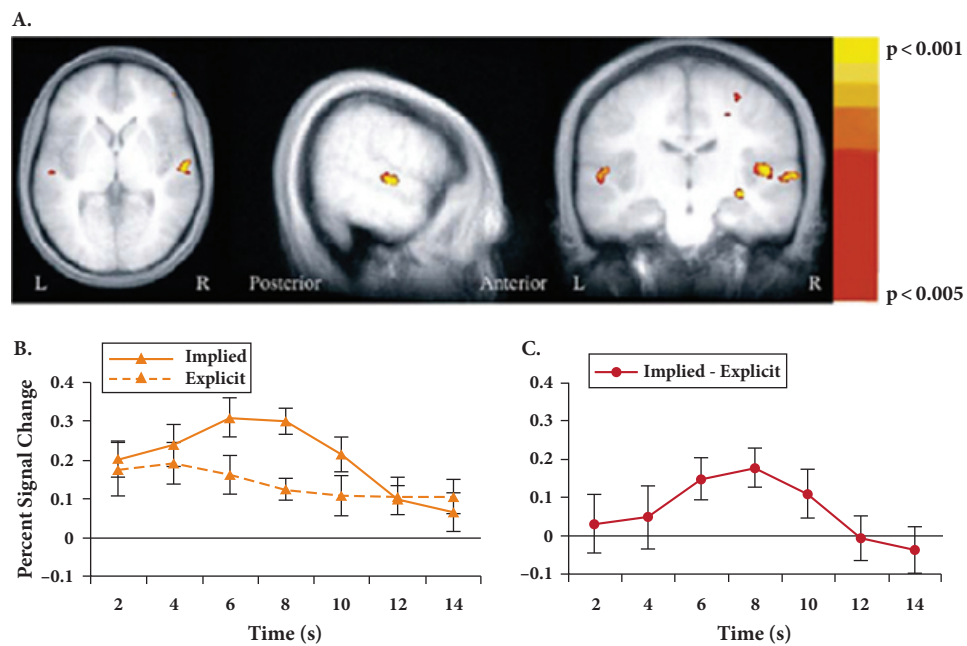 A.
p < 0.001
L
R
Posterior
Anterior
L
R
p < 0.005
B.
Implied
Explicit
Percent Signal Change
0.4
0.3
0.2
0.1
0
–0.1
2 4 6 8 10 12 14
Time (s)
C.
Implied - Explicit
0.4
0.3
0.2
0.1
0
–0.1
2 4 6 8 10 12 14
Time (s)